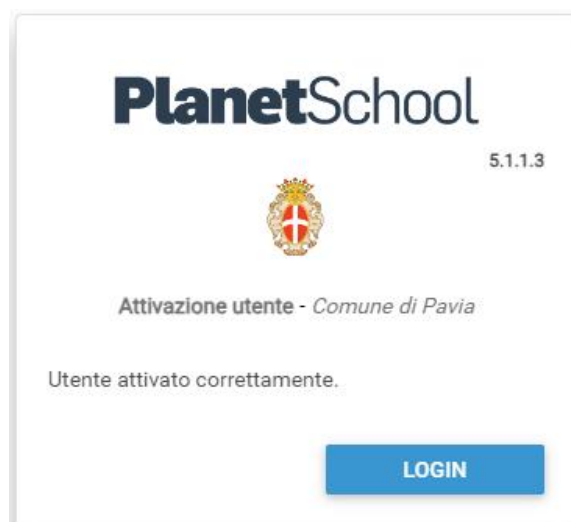 PlanetSchool
5.1.1.3
Attivazione utente - Comune di Pavia
Utente attivato correttamente.
LOGIN